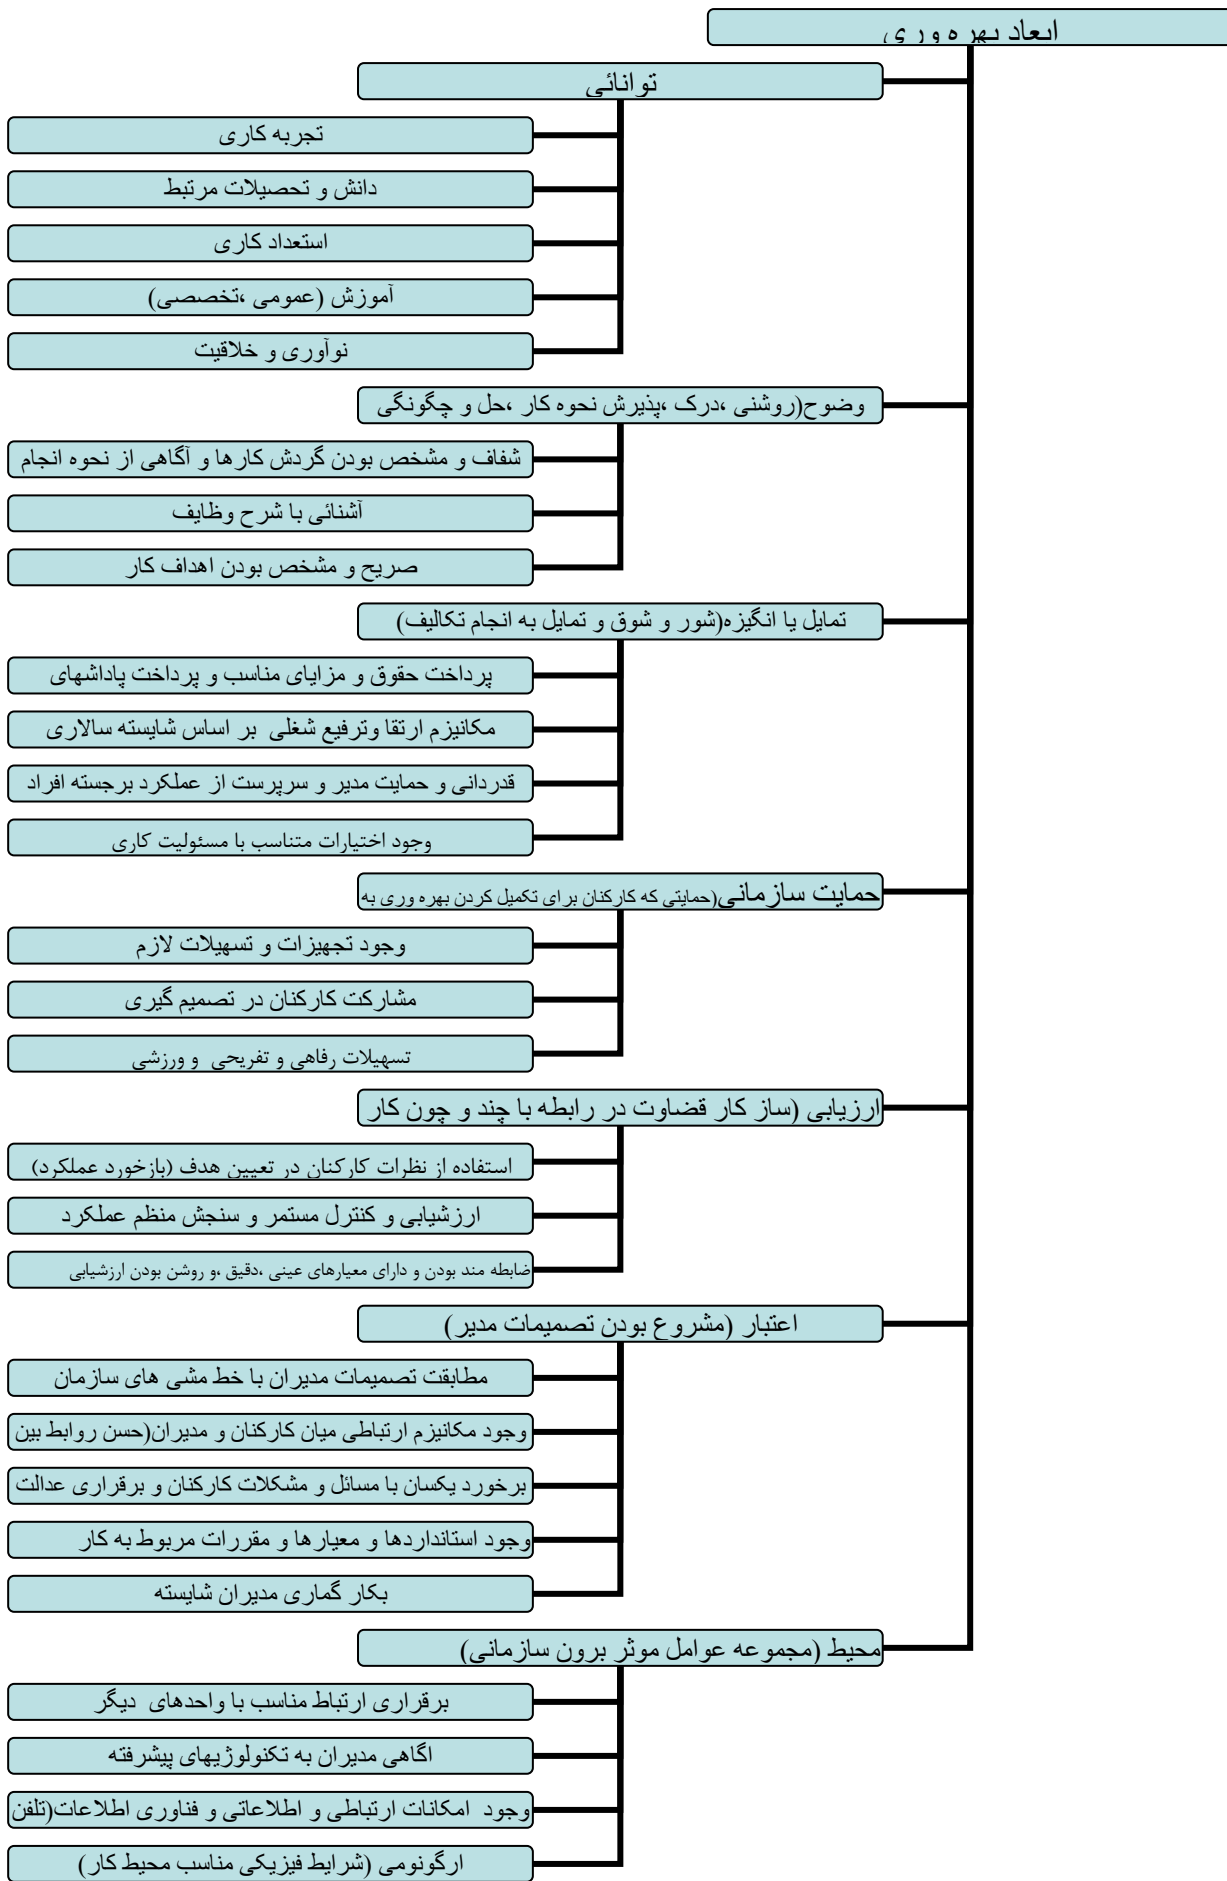 ابعاد بهره وری
توانائی
تجربه کاری
دانش و تحصیلات مرتبط
استعداد کاری
آموزش (عمومی ،تخصصی)
نوآوری و خلاقیت
وضوح(روشنی ،درک ،پذیرش نحوه کار ،حل و چگونگی
شفاف و مشخص بودن گردش کارها و آگاهی از نحوه انجام
آشنائی با شرح وظایف
صریح و مشخص بودن اهداف کار
تمایل یا انگیزه(شور و شوق و تمایل به انجام تکالیف)
پرداخت حقوق و مزایای مناسب و پرداخت پاداشهای
مکانیزم ارتقا وترفیع شغلی بر اساس شایسته سالاری
قدردانی و حمایت مدیر و سرپرست از عملکرد برجسته افراد
وجود اختیارات متناسب با مسئولیت کاری
حمایت سازمانی(حمایتی که کارکنان برای تکمیل کردن بهره وری به
وجود تجهیزات و تسهیلات لازم
مشارکت کارکنان در تصمیم گیری
تسهیلات رفاهی و تفریحی و ورزشی
ارزیابی (ساز کار قضاوت در رابطه با چند و چون کار
استفاده از نظرات کارکنان در تعیین هدف (بازخورد عملکرد)
ارزشیابی و کنترل مستمر و سنجش منظم عملکرد
ضابطه مند بودن و دارای معیارهای عینی ،دقیق ،و روشن بودن ارزشیابی
اعتبار (مشروع بودن تصمیمات مدیر)
مطابقت تصمیمات مدیران با خط مشی های سازمان
وجود مکانیزم ارتباطی میان کارکنان و مدیران(حسن روابط بین
برخورد یکسان با مسائل و مشکلات کارکنان و برقراری عدالت
وجود استانداردها و معیارها و مقررات مربوط به کار
بکار گماری مدیران شایسته
محیط (مجموعه عوامل موثر برون سازمانی)
برقراری ارتباط مناسب با واحدهای دیگر
اگاهی مدیران به تکنولوژیهای پیشرفته
وجود امکانات ارتباطی و اطلاعاتی و فناوری اطلاعات(تلفن
ارگونومی (شرایط فیزیکی مناسب محیط کار)